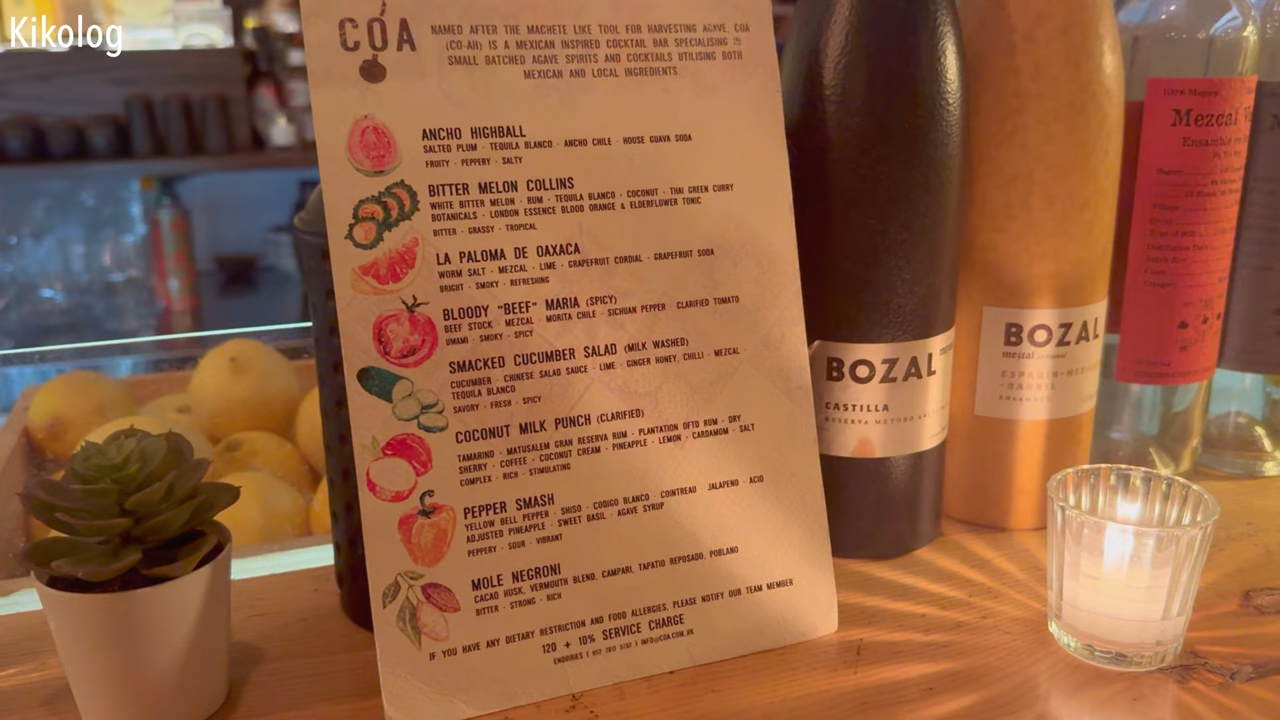 Kikolog
COA
NAMED AFTER THE MACHETE LIKE TOOL FOR HARVESTING AGAVE, COA
(CO-AH) IS A MEXICAN INSPIRED COCKTAIL BAR SPECIALISING IN
SMALL BATCHED AGAVE SPIRITS AND COCKTAILS UTILISING BOTH
MEXICAN AND LOCAL INGREDIENTS.
ANCHO HIGHBALL
SALTED PLUM · TEQUILA BLANCO · ANCHO CHILE · HOUSE GUAVA SODA
FRUITY · PEPPERY · SALTY
BITTER MELON COLLINS
WHITE BITTER MELON · RUM · TEQUILA BLANCO · COCONUT · THAI GREEN CURRY
BOTANICALS · LONDON ESSENCE BLOOD ORANGE & ELDERFLOWER TONIC
BITTER · GRASSY · TROPICAL
LA PALOMA DE OAXACA
WORM SALT · MEZCAL · LIME · GRAPEFRUIT CORDIAL · GRAPEFRUIT SODA
BRIGHT · SMOKY · REFRESHING
BLOODY "BEEF" MARIA (SPICY)
BEEF STOCK · MEZCAL · MORITA CHILE · SICHUAN PEPPER · CLARIFIED TOMATO
UMAMI · SMOKY · SPICY
SMACKED CUCUMBER SALAD (MILK WASHED)
CUCUMBER · CHINESE SALAD SAUCE · LIME · GINGER HONEY, CHILLI · MEZCAL ·
TEQUILA BLANCO
SAVORY · FRESH · SPICY
COCONUT MILK PUNCH (CLARIFIED)
TAMARIND · MATUSALEM GRAN RESERVA RUM · PLANTATION OFTD RUM · DRY
SHERRY · COFFEE · COCONUT CREAM · PINEAPPLE · LEMON · CARDAMOM · SALT
COMPLEX · RICH · STIMULATING
PEPPER SMASH
YELLOW BELL PEPPER · SHISO · CODIGO BLANCO · COINTREAU · JALAPENO · ACID
ADJUSTED PINEAPPLE · SWEET BASIL · AGAVE SYRUP
PEPPERY · SOUR · VIBRANT
MOLE NEGRONI
CACAO HUSK, VERMOUTH BLEND, CAMPARI, TAPATIO REPOSADO, POBLANO
BITTER · STRONG · RICH
IF YOU HAVE ANY DIETARY RESTRICTION AND FOOD ALLERGIES, PLEASE NOTIFY OUR TEAM MEMBER
120 + 10% SERVICE CHARGE
ENQUIRIES | INFO@COA.COM.HK
BOZAL
CASTILLA
RESERVA METODO
BOZAL
mezcal
100% Maguey
Mezcal
Ensamble